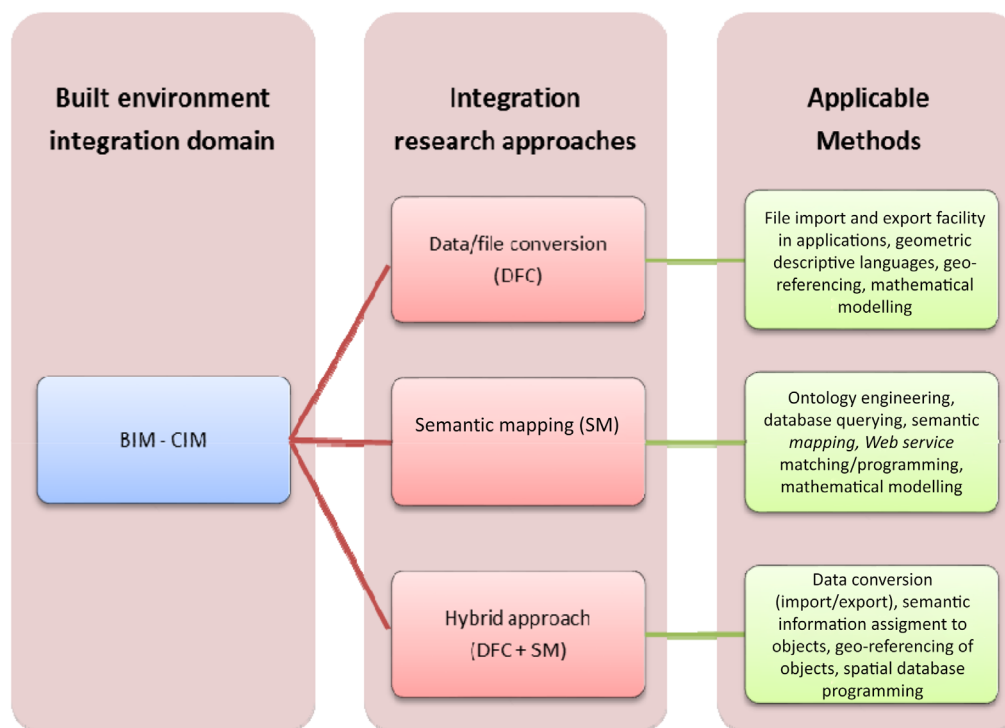 Built environment
integration domain
BIM - CIM
Integration
research approaches
Data/file conversion
(DFC)
Semantic mapping (SM)
Hybrid approach
(DFC + SM)
Applicable
Methods
File import and export facility
in applications, geometric
descriptive languages, geo-
referencing, mathematical
modelling
Ontology engineering,
database querying, semantic
mapping, Web service
matching/programming,
mathematical modelling
Data conversion
(import/export), semantic
information assigment to
objects, geo-referencing of
objects, spatial database
programming